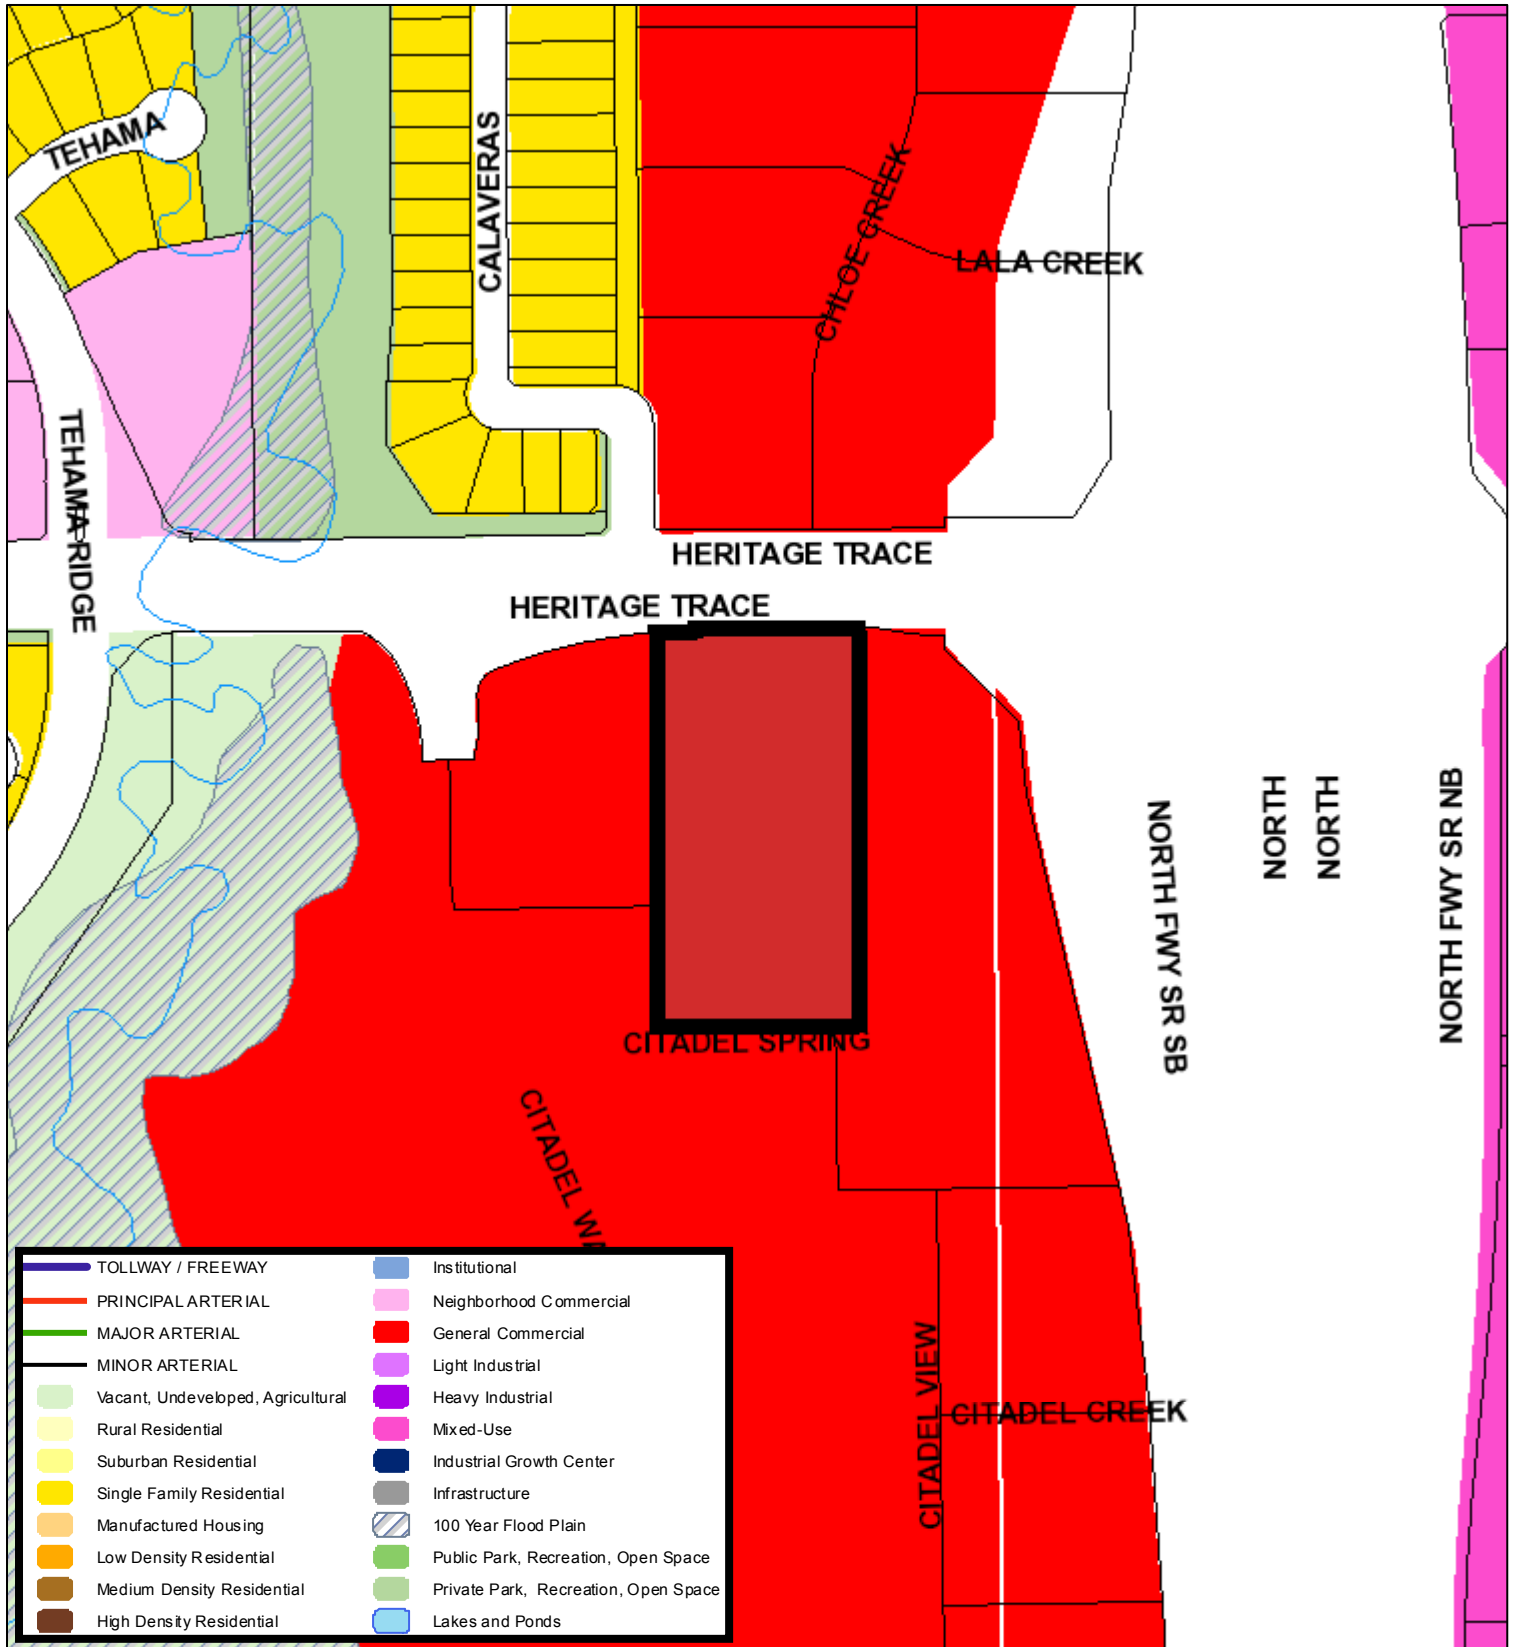 TEHAMA
CALAVERAS
CHLOE CREEK
LALA CREEK
TEHAMA RIDGE
HERITAGE TRACE
HERITAGE TRACE
NORTH FWY SR SB
NORTH
NORTH
NORTH FWY SR NB
CITADEL SPRING
CITADEL WA
CITADEL VIEW
CITADEL CREEK
TOLLWAY / FREEWAY
PRINCIPAL ARTERIAL
MAJOR ARTERIAL
MINOR ARTERIAL
Vacant, Undeveloped, Agricultural
Rural Residential
Suburban Residential
Single Family Residential
Manufactured Housing
Low Density Residential
Medium Density Residential
High Density Residential
Institutional
Neighborhood Commercial
General Commercial
Light Industrial
Heavy Industrial
Mixed-Use
Industrial Growth Center
Infrastructure
100 Year Flood Plain
Public Park, Recreation, Open Space
Private Park, Recreation, Open Space
Lakes and Ponds